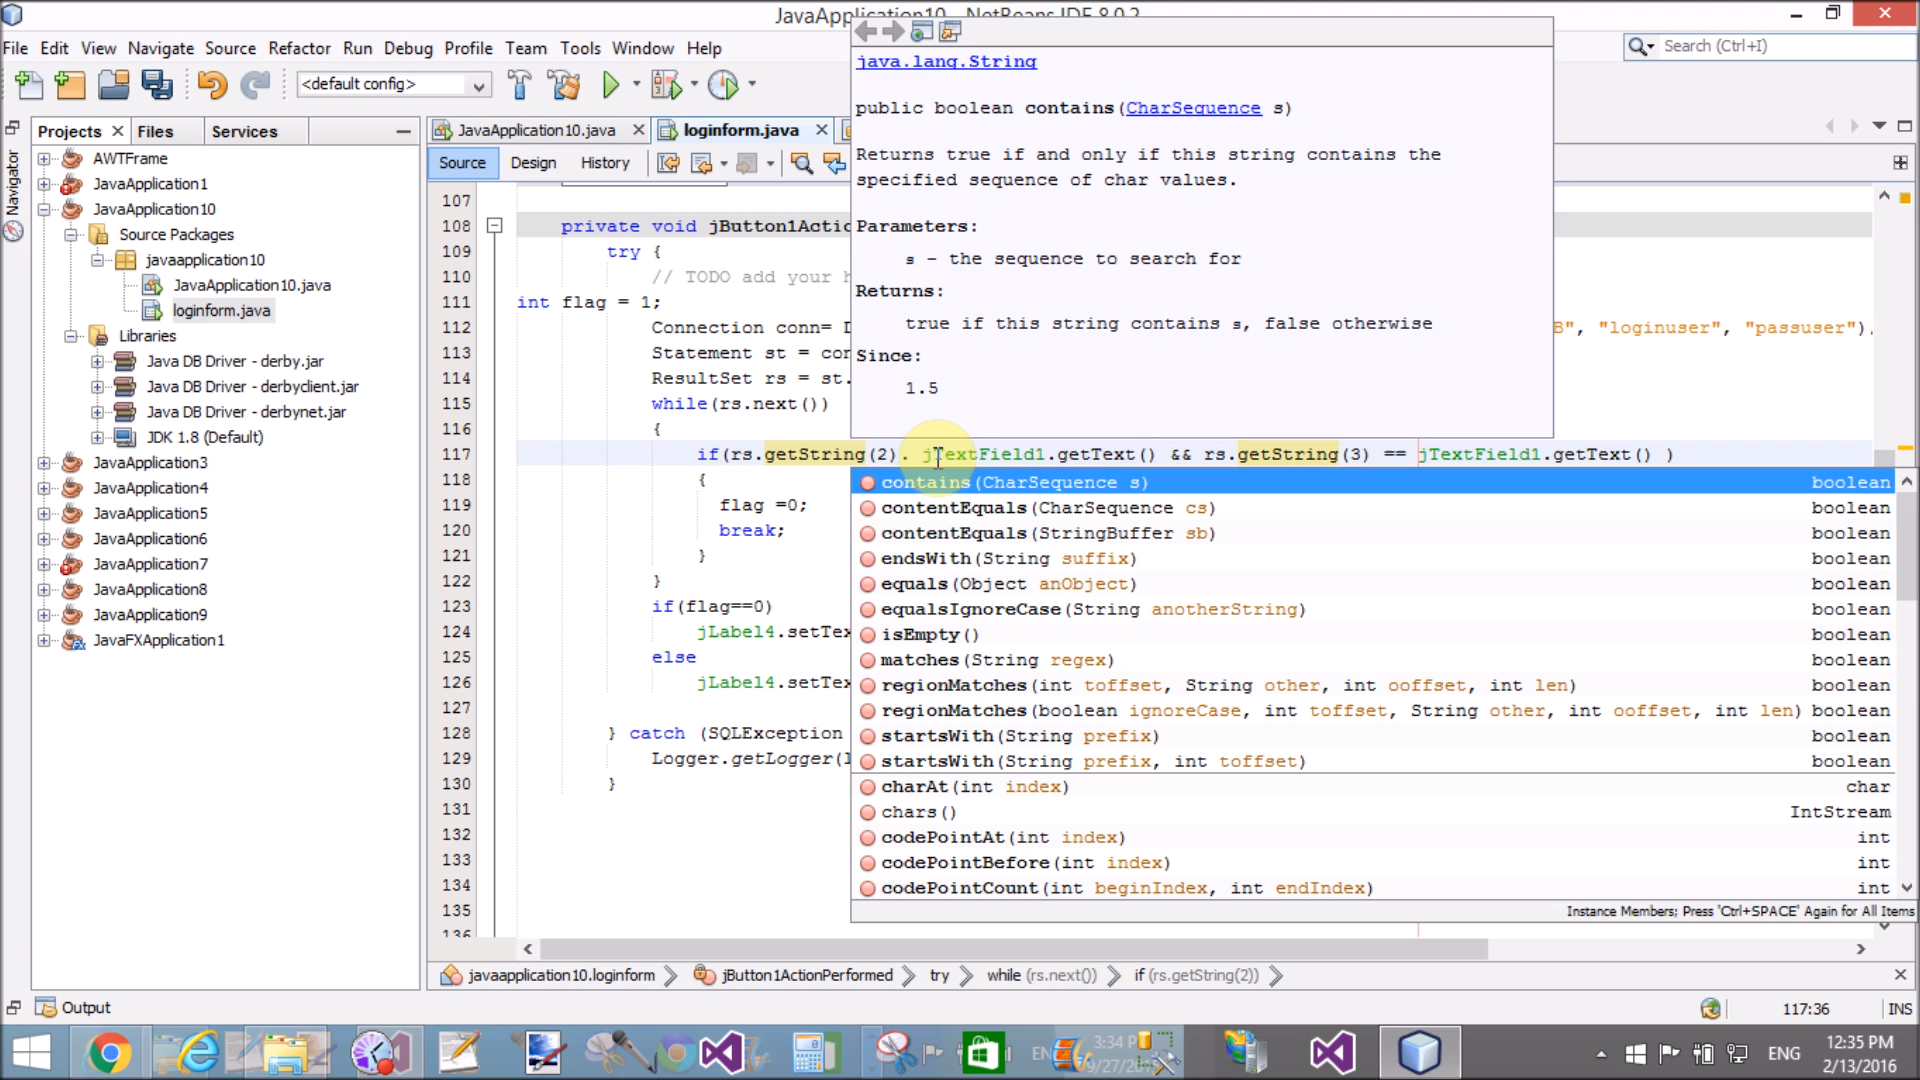 JavaApplication10 - NetBeans IDE 8.0.2
File Edit View Navigate Source Refactor Run Debug Profile Team Tools Window Help
Search (Ctrl+I)
<default config>
Projects Files Services
JavaApplication10.java loginform.java
Source Design History
Navigator
AWTFrame
JavaApplication1
JavaApplication10
Source Packages
javaapplication10
JavaApplication10.java
loginform.java
Libraries
Java DB Driver - derby.jar
Java DB Driver - derbyclient.jar
Java DB Driver - derbynet.jar
JDK 1.8 (Default)
JavaApplication3
JavaApplication4
JavaApplication5
JavaApplication6
JavaApplication7
JavaApplication8
JavaApplication9
JavaFXApplication1
java.lang.String
public boolean contains(CharSequence s)
Returns true if and only if this string contains the
specified sequence of char values.
Parameters:
s - the sequence to search for
Returns:
true if this string contains s, false otherwise
Since:
1.5
107
108 private void jButton1Actio
109 try {
110 // TODO add your h
111 int flag = 1;
112 Connection conn= D B", "loginuser", "passuser").
113 Statement st = con
114 ResultSet rs = st.
115 while(rs.next())
116 {
117 if(rs.getString(2). jTextField1.getText() && rs.getString(3) == jTextField1.getText() )
118 {
119 flag =0;
120 break;
121 }
122 }
123 if(flag==0)
124 jLabel4.setTex
125 else
126 jLabel4.setTex
127
128 } catch (SQLException
129 Logger.getLogger(l
130 }
131
132
133
134
135
136
contains(CharSequence s) boolean
contentEquals(CharSequence cs) boolean
contentEquals(StringBuffer sb) boolean
endsWith(String suffix) boolean
equals(Object anObject) boolean
equalsIgnoreCase(String anotherString) boolean
isEmpty() boolean
matches(String regex) boolean
regionMatches(int toffset, String other, int ooffset, int len) boolean
regionMatches(boolean ignoreCase, int toffset, String other, int ooffset, int len) boolean
startsWith(String prefix) boolean
startsWith(String prefix, int toffset) boolean
charAt(int index) char
chars() IntStream
codePointAt(int index) int
codePointBefore(int index) int
codePointCount(int beginIndex, int endIndex) int
Instance Members; Press 'Ctrl+SPACE' Again for All Items
javaapplication10.loginform jButton1ActionPerformed try while (rs.next()) if (rs.getString(2))
Output
117:36 INS
3:34 P
9/27/20
ENG
12:35 PM
2/13/2016